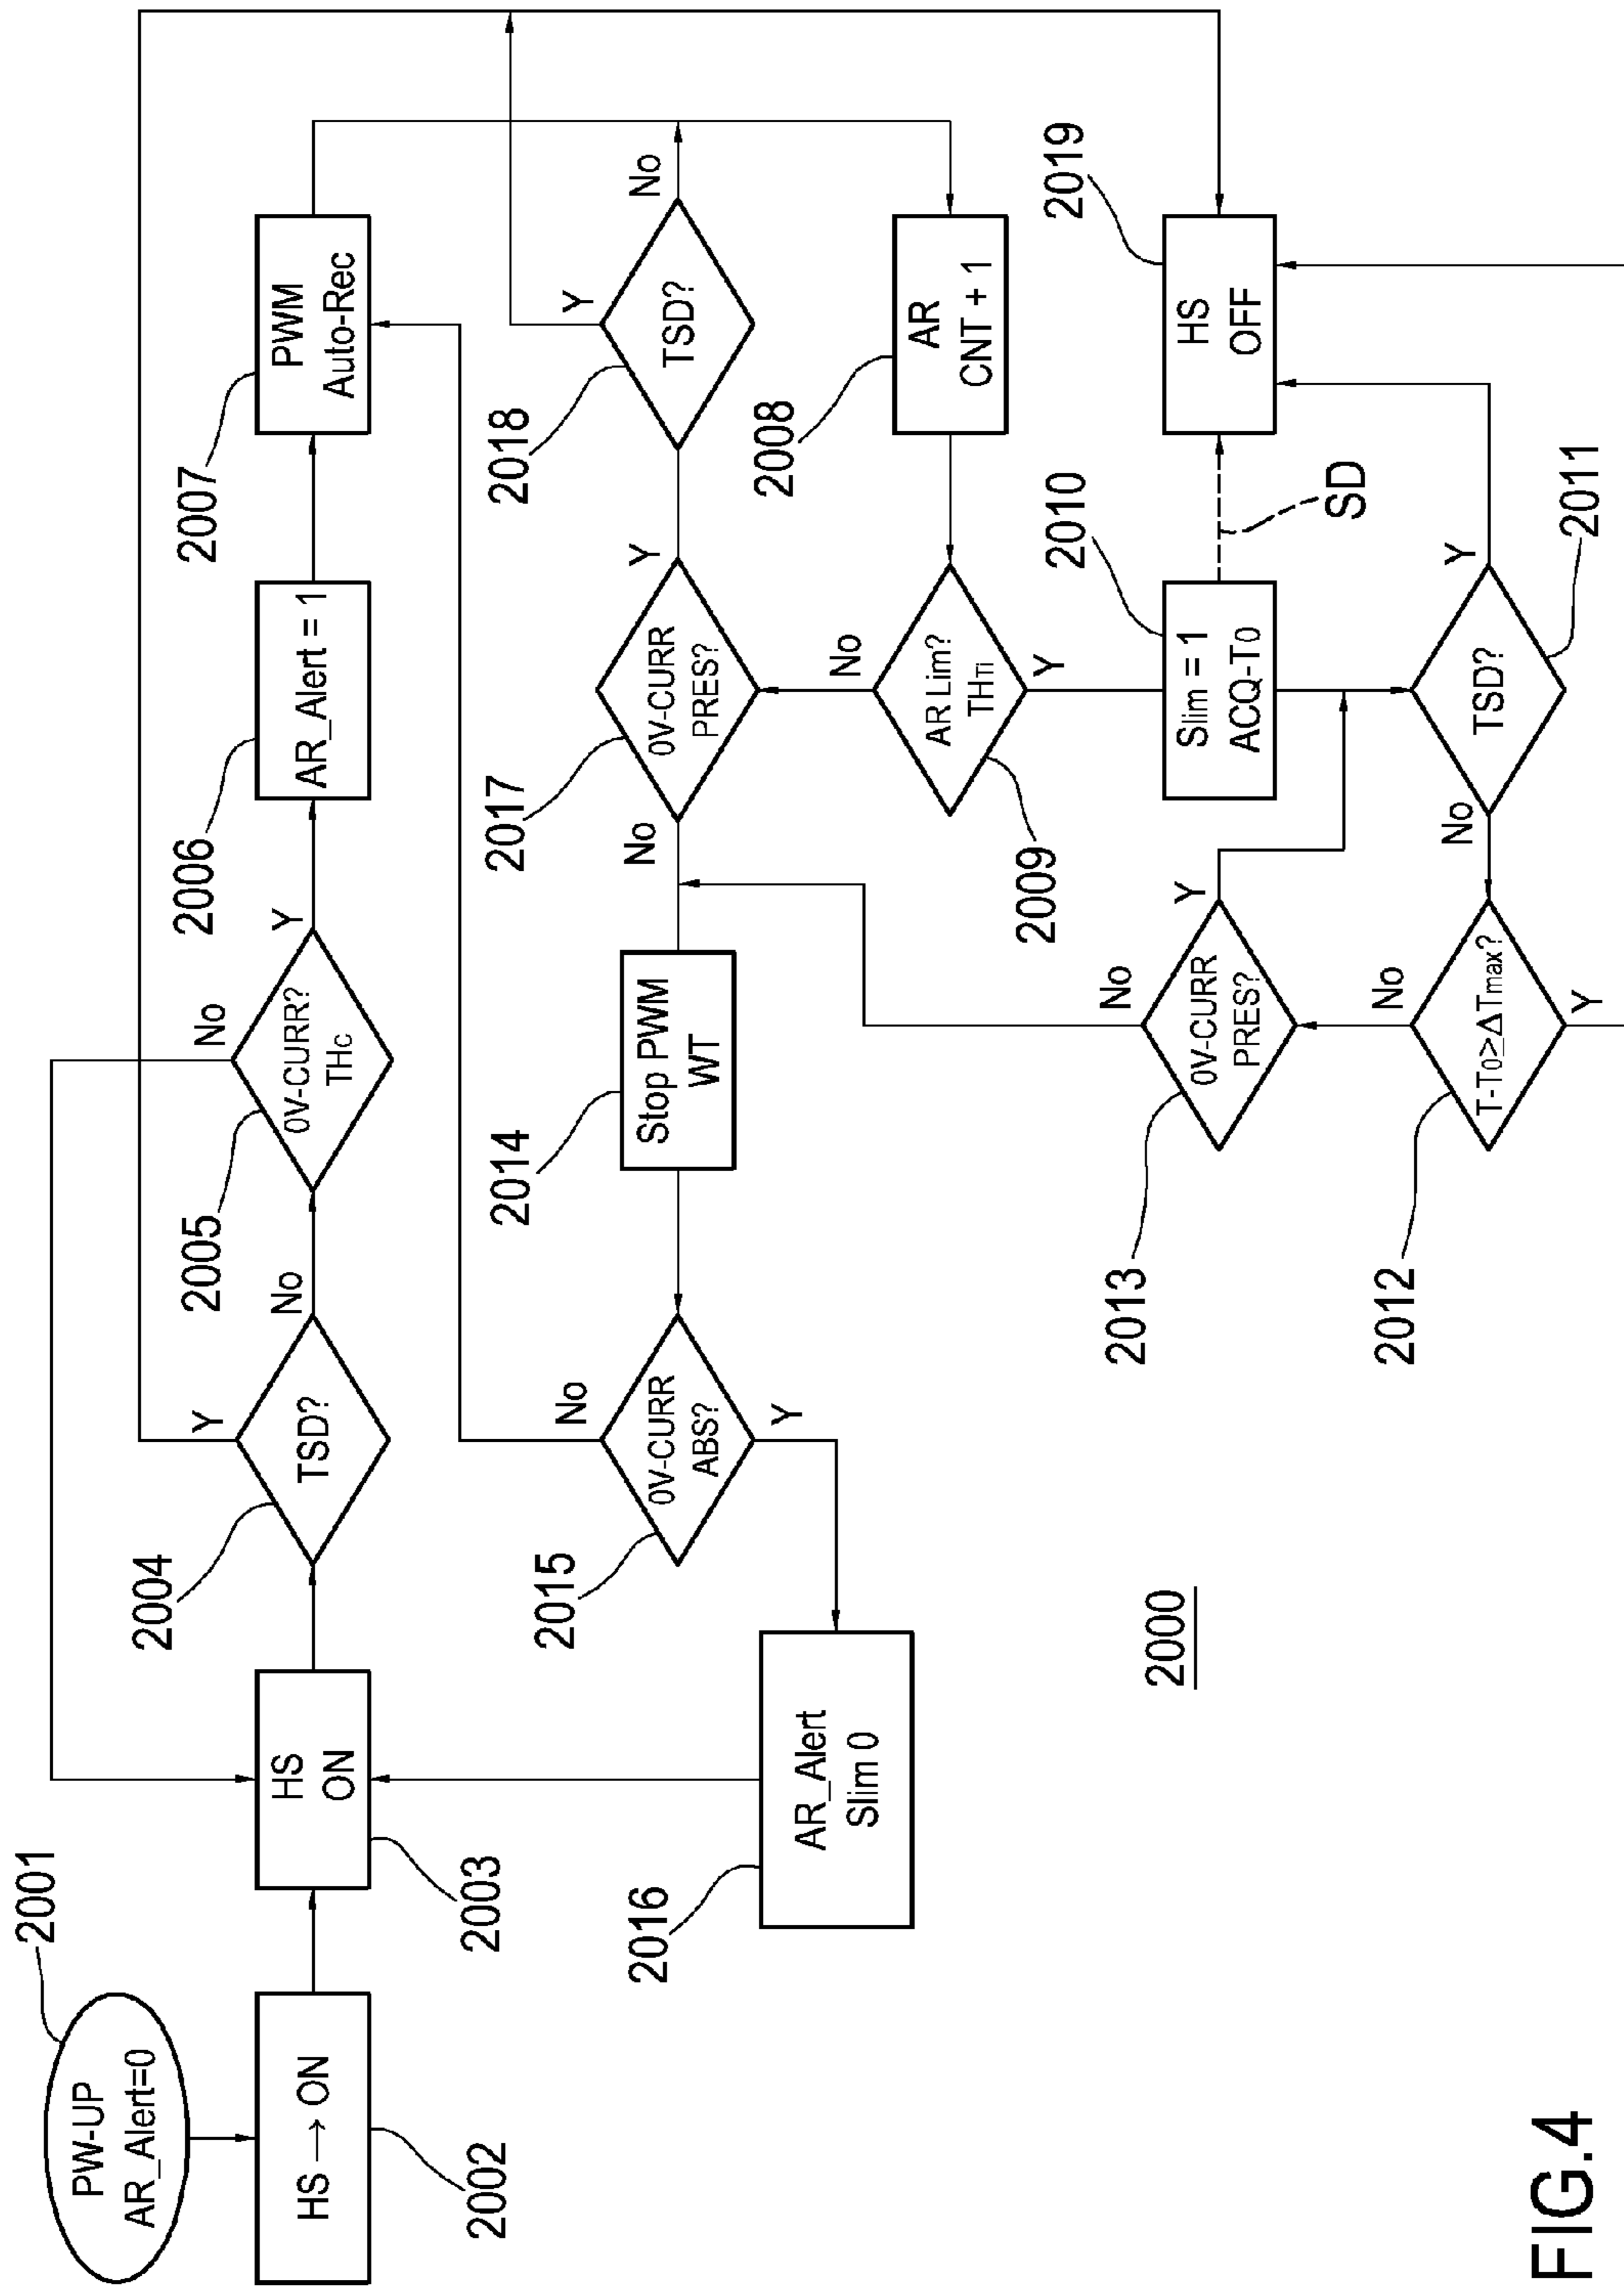 2001
PW-UP
AR_Alert=0
HS → ON
2002
HS
ON
2003
2004
TSD?
Y
No
2005
0V-CURR?
THC
No
Y
2006
AR_Alert = 1
2007
PWM
Auto-Rec
2016
AR_Alert
Slim 0
2015
0V-CURR
ABS?
No
Y
2014
Stop PWM
WT
2017
0V-CURR
PRES?
No
Y
2018
TSD?
Y
No
2008
AR
CNT + 1
2009
AR Lim?
THTi
No
Y
2010
Slim = 1
ACQ-T0
SD
2019
HS
OFF
2013
0V-CURR
PRES?
No
Y
2012
T-T0≥ΔTmax?
No
Y
2011
TSD?
No
Y
2000
FIG.4